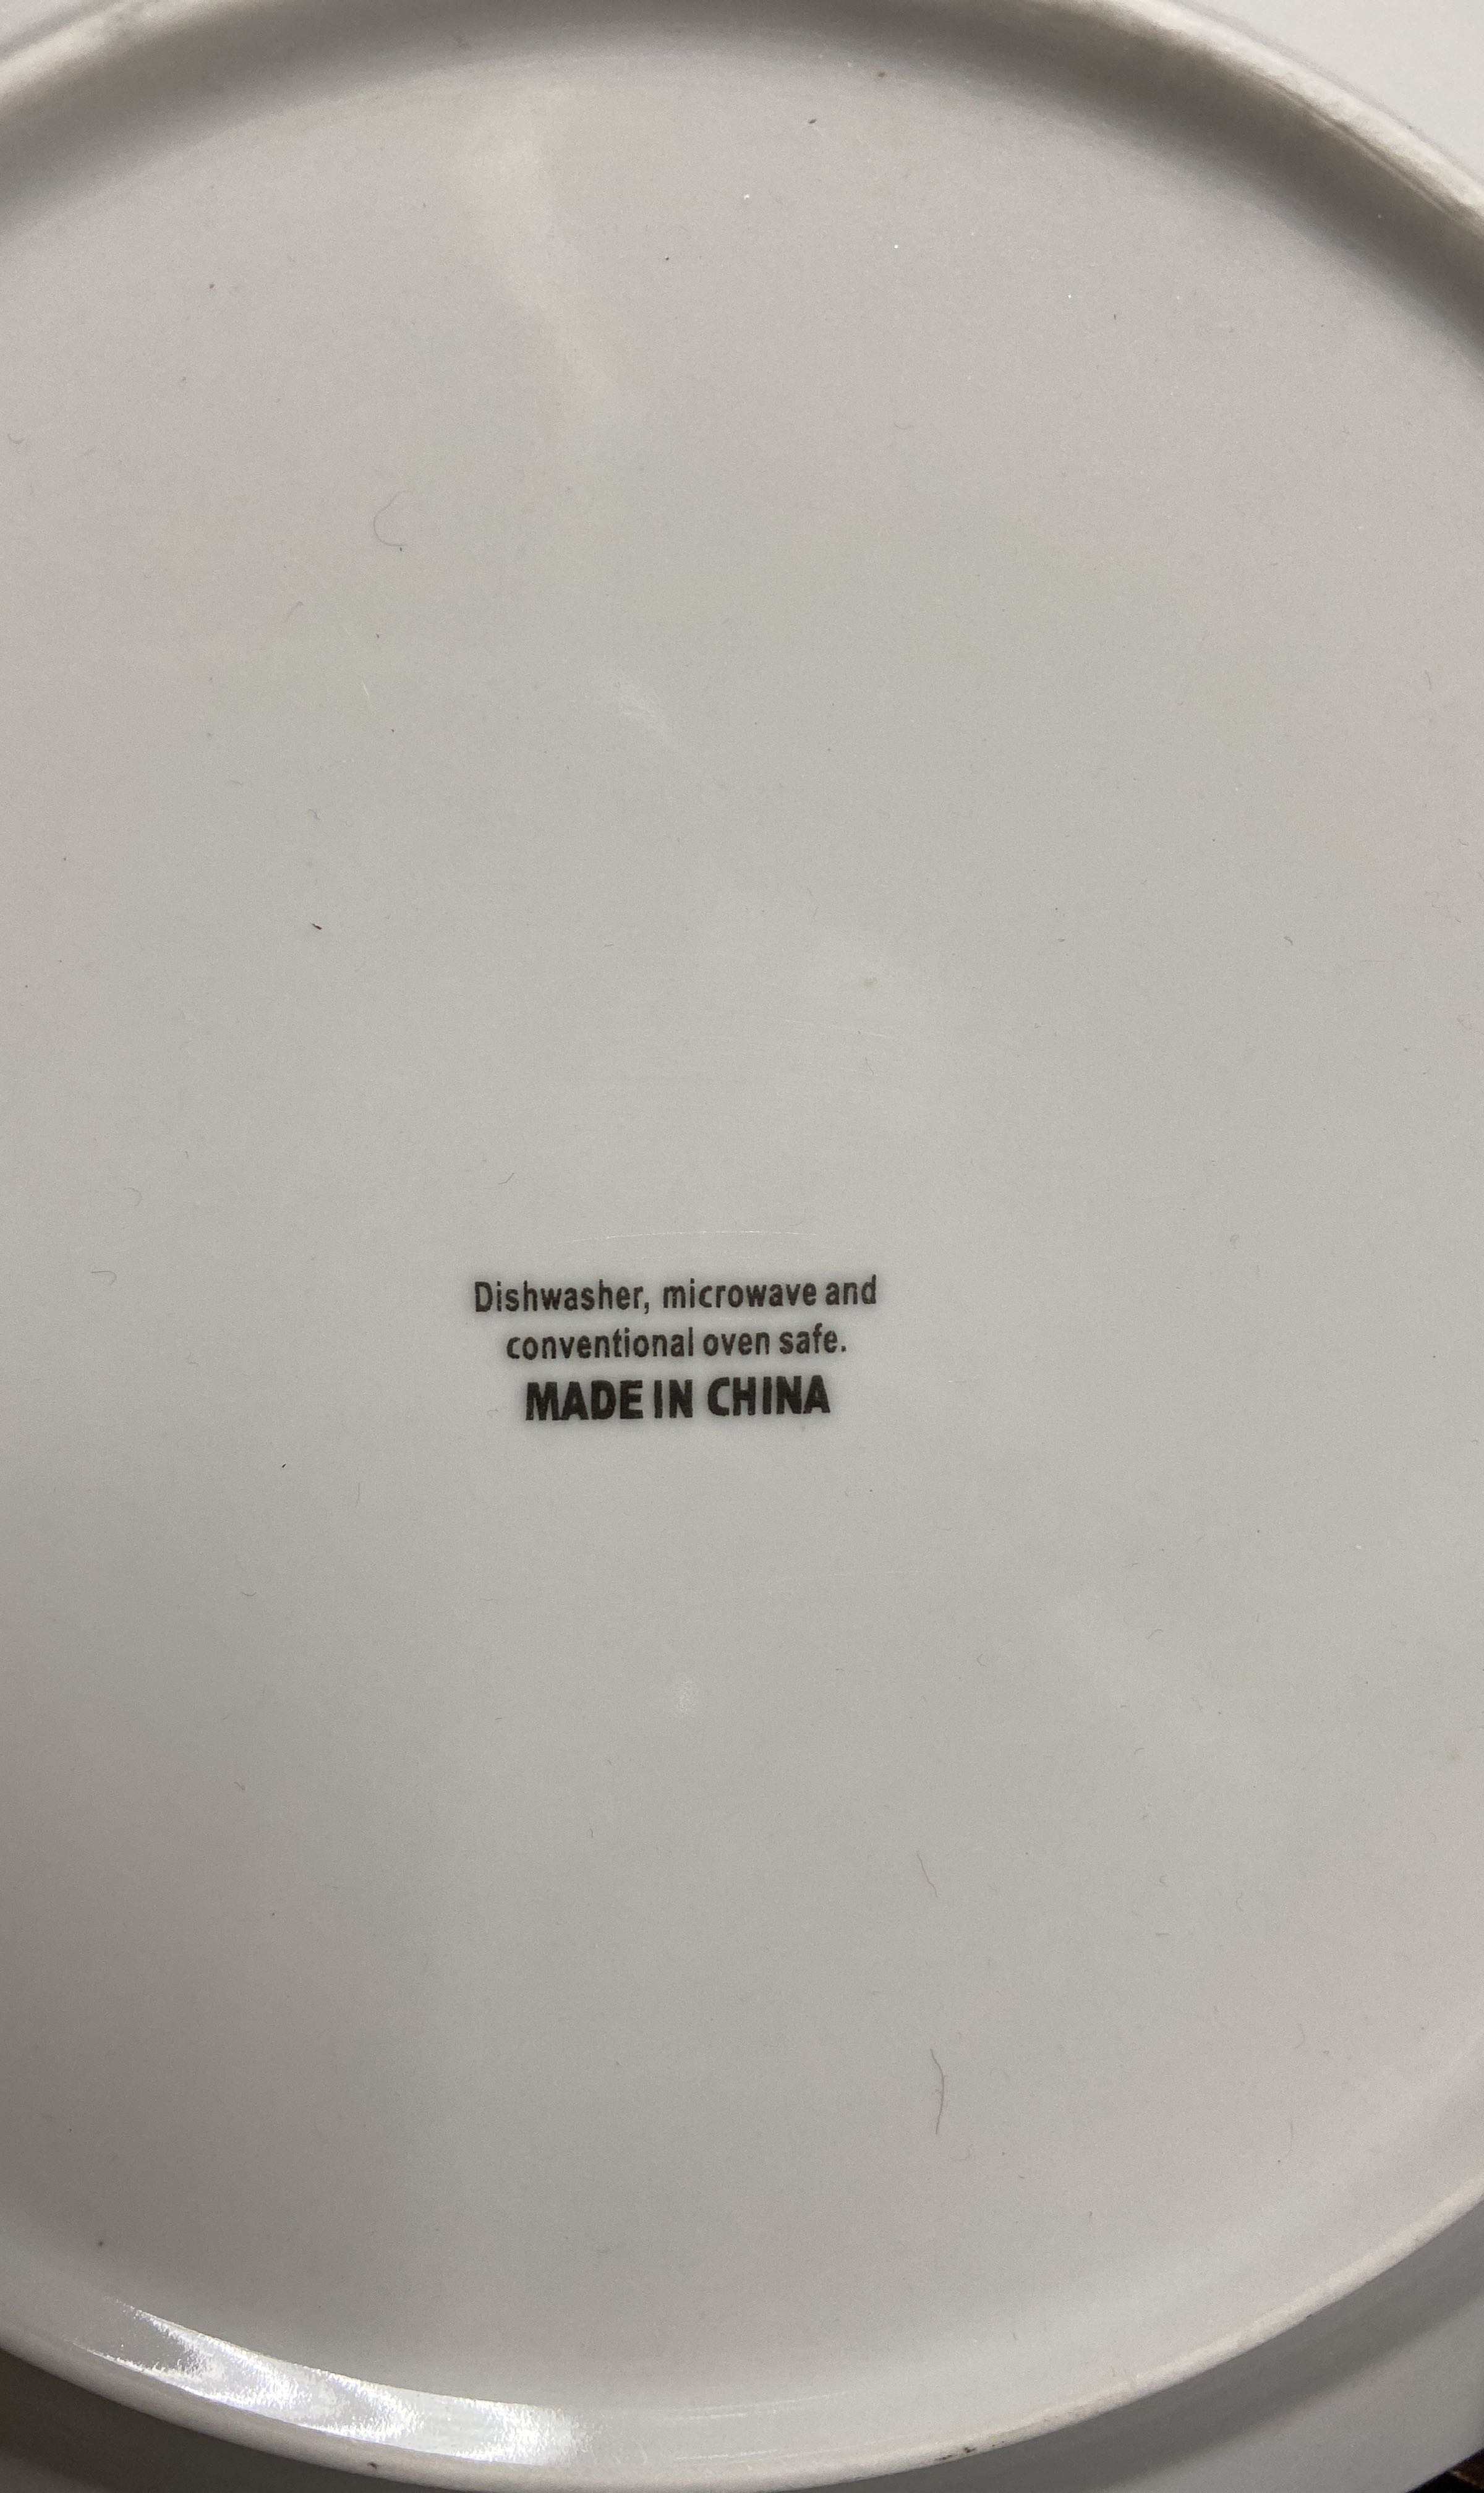 Dishwasher, microwave and
conventional oven safe.
MADE IN CHINA